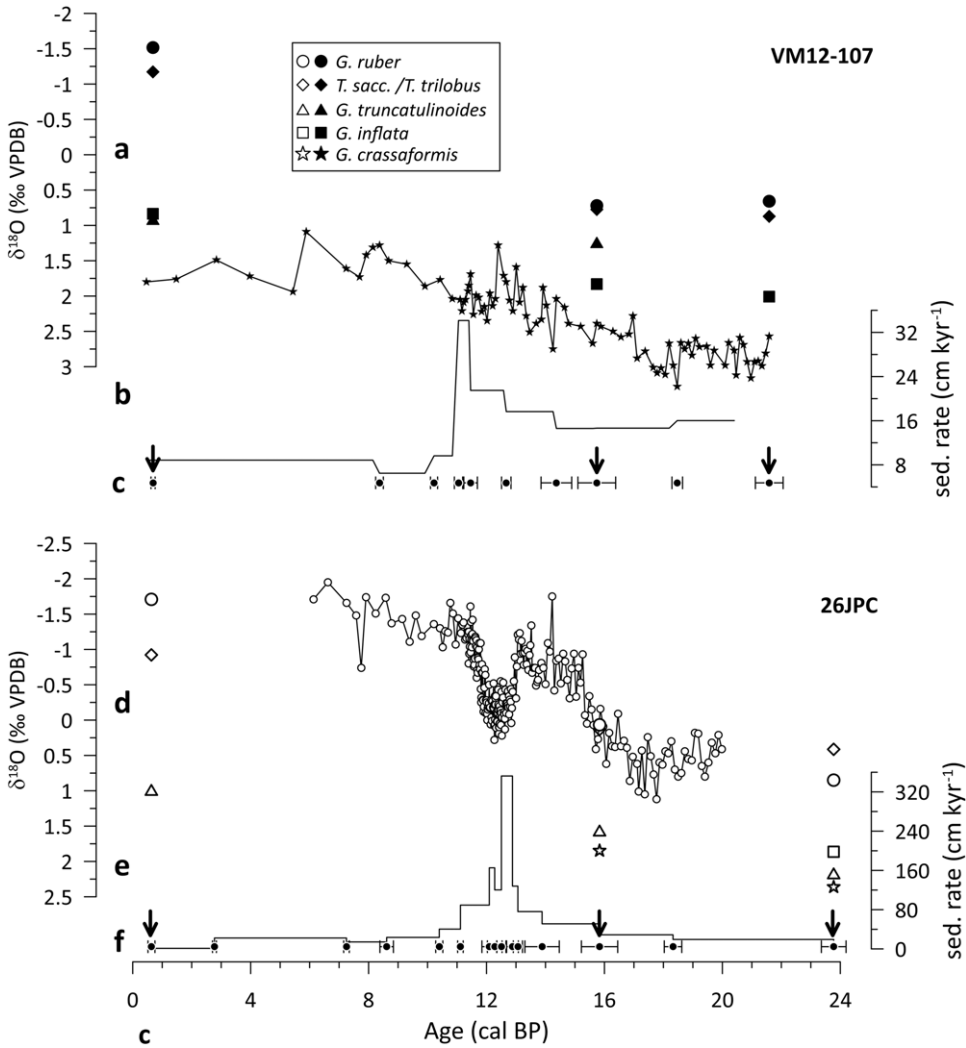 VM12-107
-2
-1.5
-1
-0.5
0
0.5
1
1.5
2
2.5
3
δ¹⁸O (‰ VPDB)
a
G. ruber
T. sacc. /T. trilobus
G. truncatulinoides
G. inflata
G. crassaformis
b
32
24
16
8
sed. rate (cm kyr⁻¹)
c
26JPC
-2.5
-2
-1.5
-1
-0.5
0
0.5
1
1.5
2
2.5
δ¹⁸O (‰ VPDB)
d
e
320
240
160
80
0
sed. rate (cm kyr⁻¹)
f
0 4 8 12 16 20 24
c Age (cal BP)